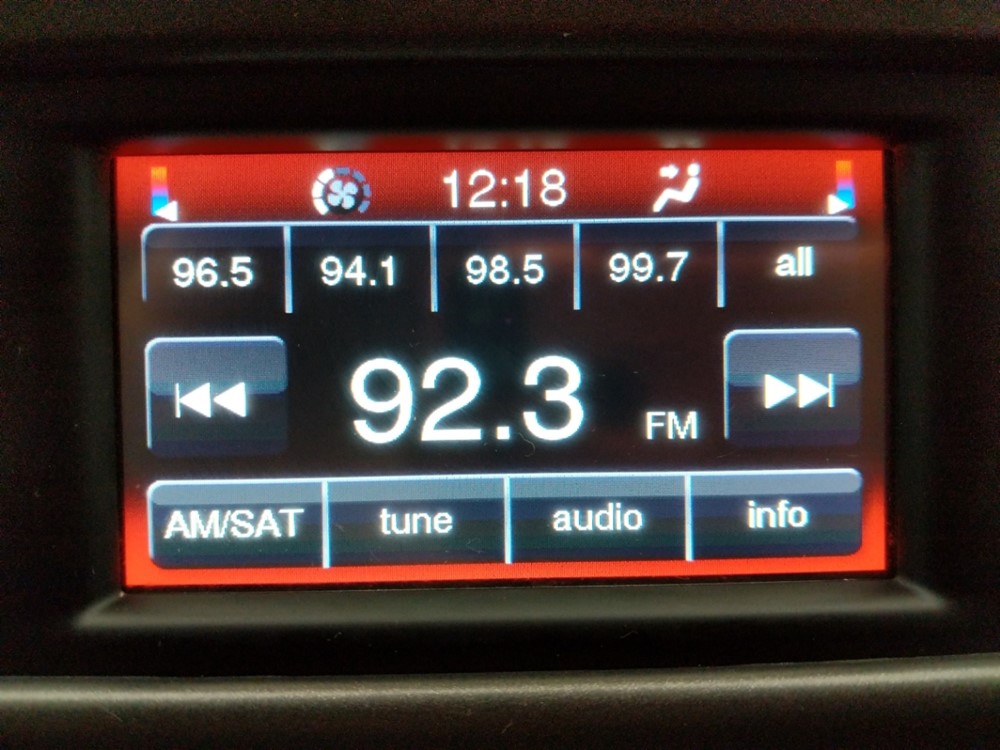 12:18
96.5 94.1 98.5 99.7 all
92.3 FM
AM/SAT tune audio info